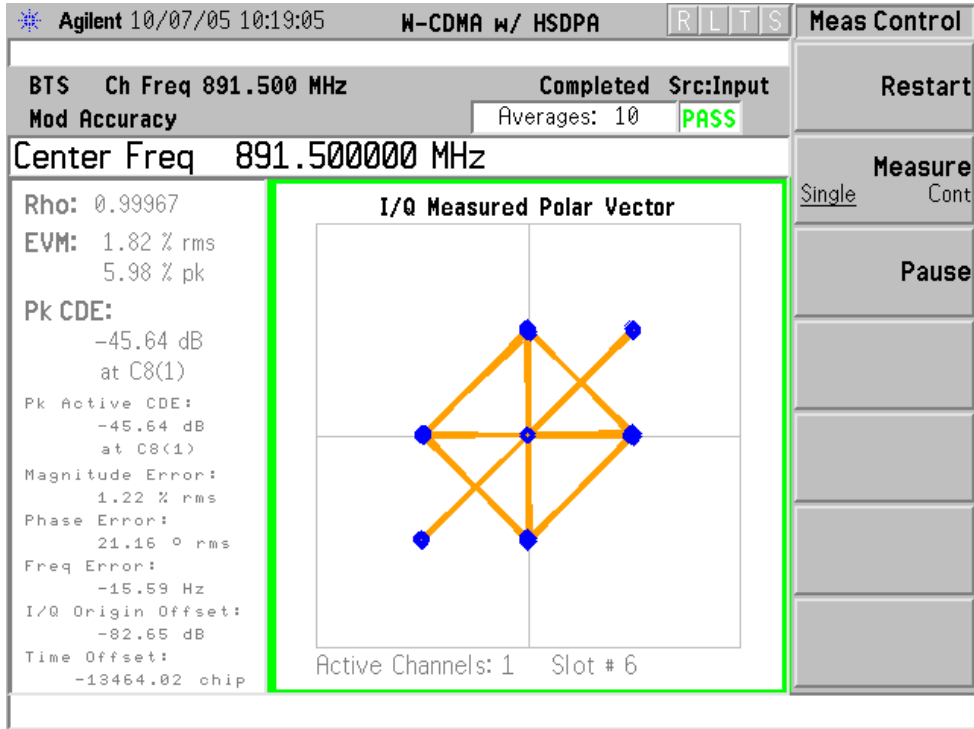 Agilent 10/07/05 10:19:05 W-CDMA w/ HSDPA R L T S Meas Control
BTS Ch Freq 891.500 MHz Completed Src:Input
Mod Accuracy Averages: 10 PASS
Center Freq 891.500000 MHz
Rho: 0.99967
EVM: 1.82 % rms
5.98 % pk
Pk CDE:
-45.64 dB
at C8(1)
Pk Active CDE:
-45.64 dB
at C8(1)
Magnitude Error:
1.22 % rms
Phase Error:
21.16 º rms
Freq Error:
-15.59 Hz
I/Q Origin Offset:
-82.65 dB
Time Offset:
-13464.02 chip
I/Q Measured Polar Vector
Active Channels: 1 Slot # 6
Restart
Measure
Single Cont
Pause